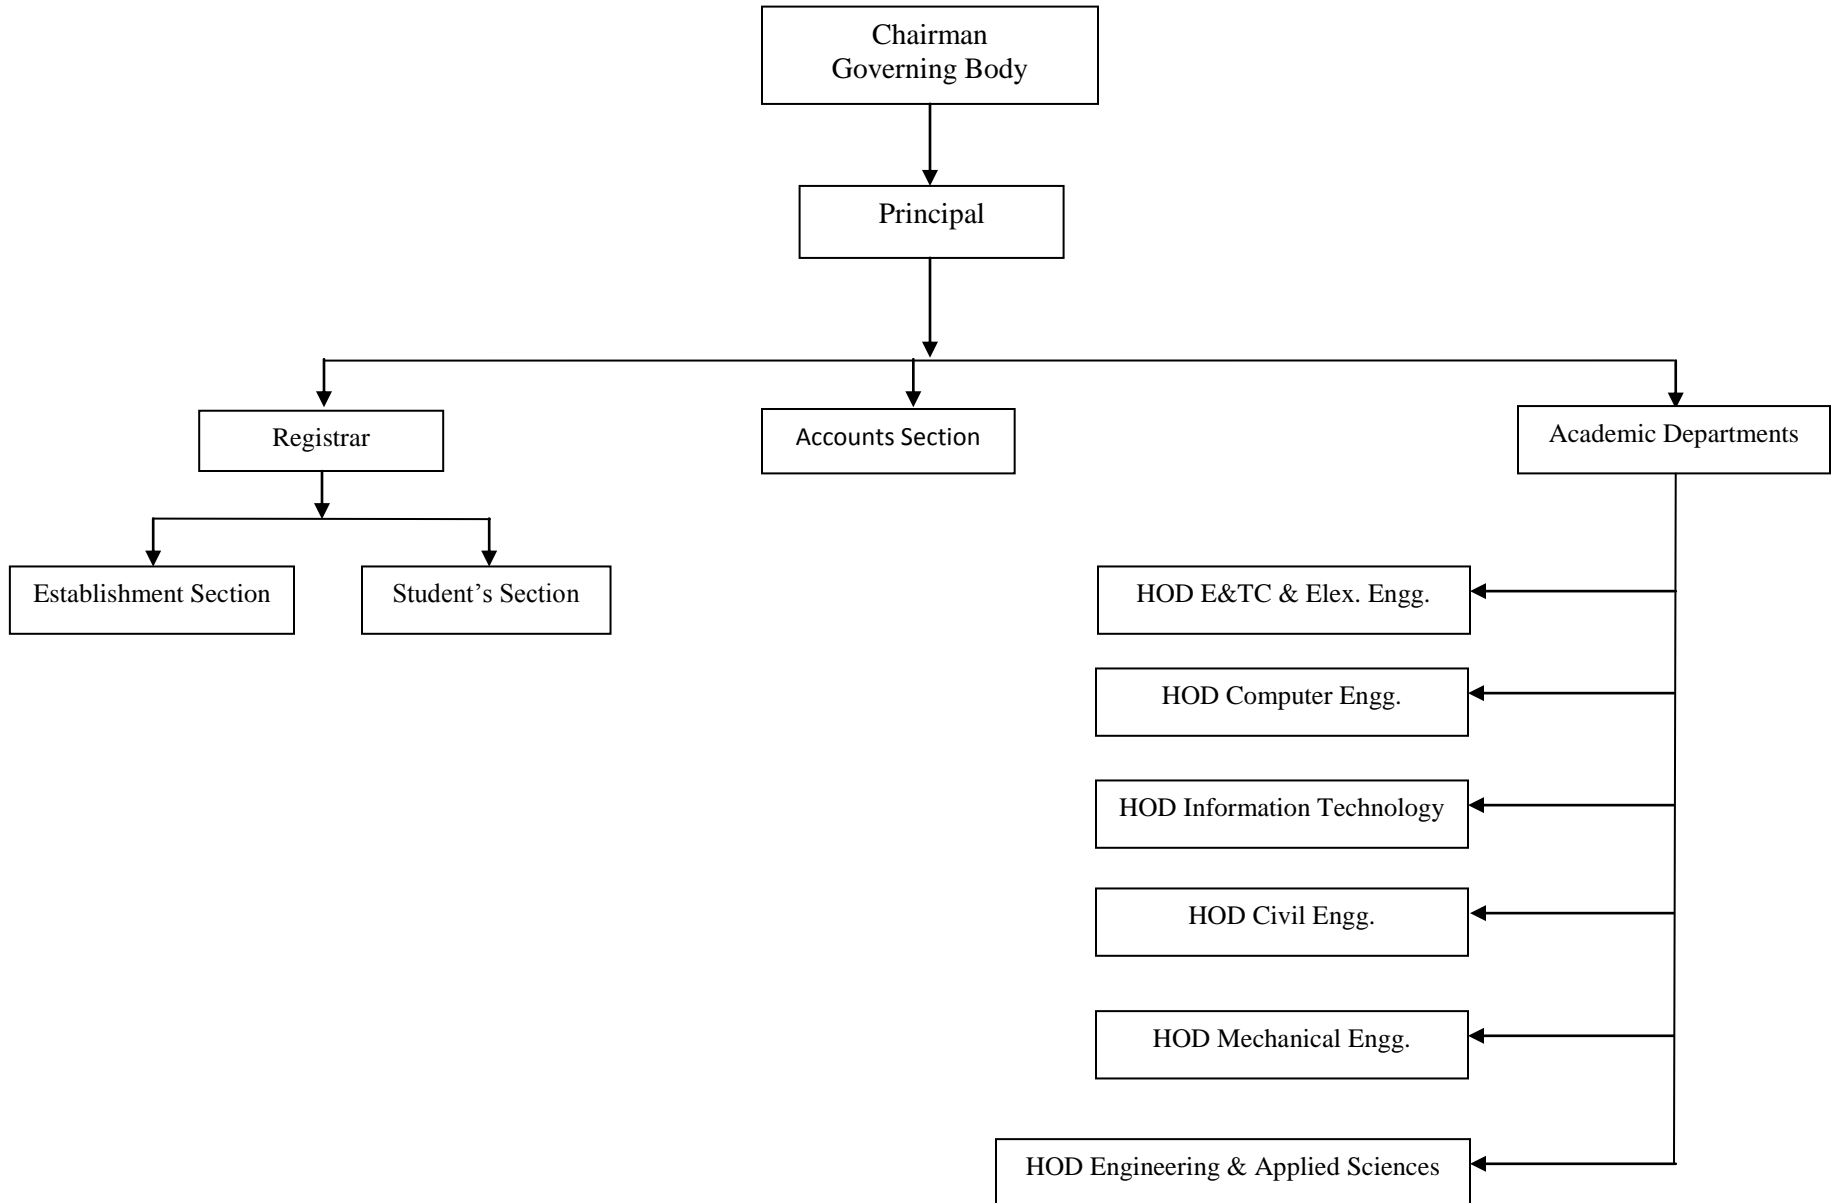 Chairman
Governing Body
Principal
Registrar
Accounts Section
Academic Departments
Establishment Section
Student’s Section
HOD E&TC & Elex. Engg.
HOD Computer Engg.
HOD Information Technology
HOD Civil Engg.
HOD Mechanical Engg.
HOD Engineering & Applied Sciences